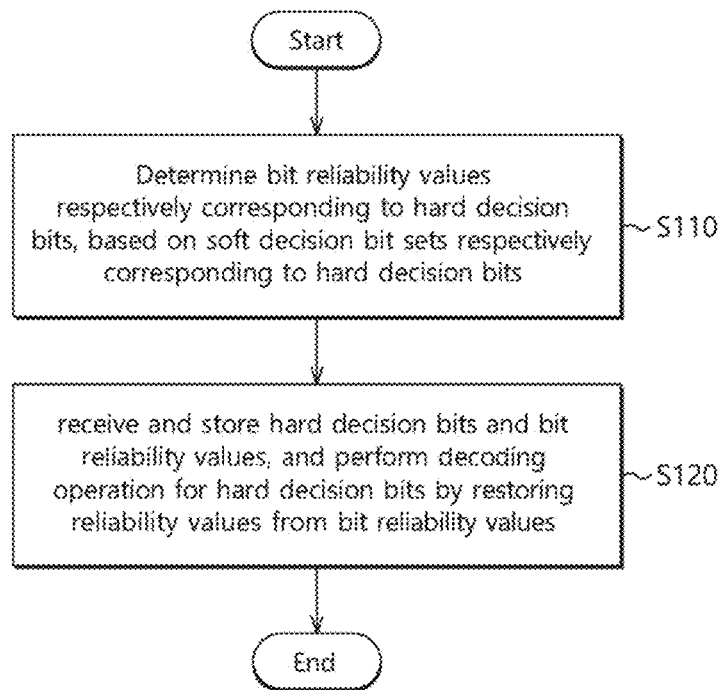 Start
Determine bit reliability values
respectively corresponding to hard decision
bits, based on soft decision bit sets respectively
corresponding to hard decision bits
S110
receive and store hard decision bits and bit
reliability values, and perform decoding
operation for hard decision bits by restoring
reliability values from bit reliability values
S120
End